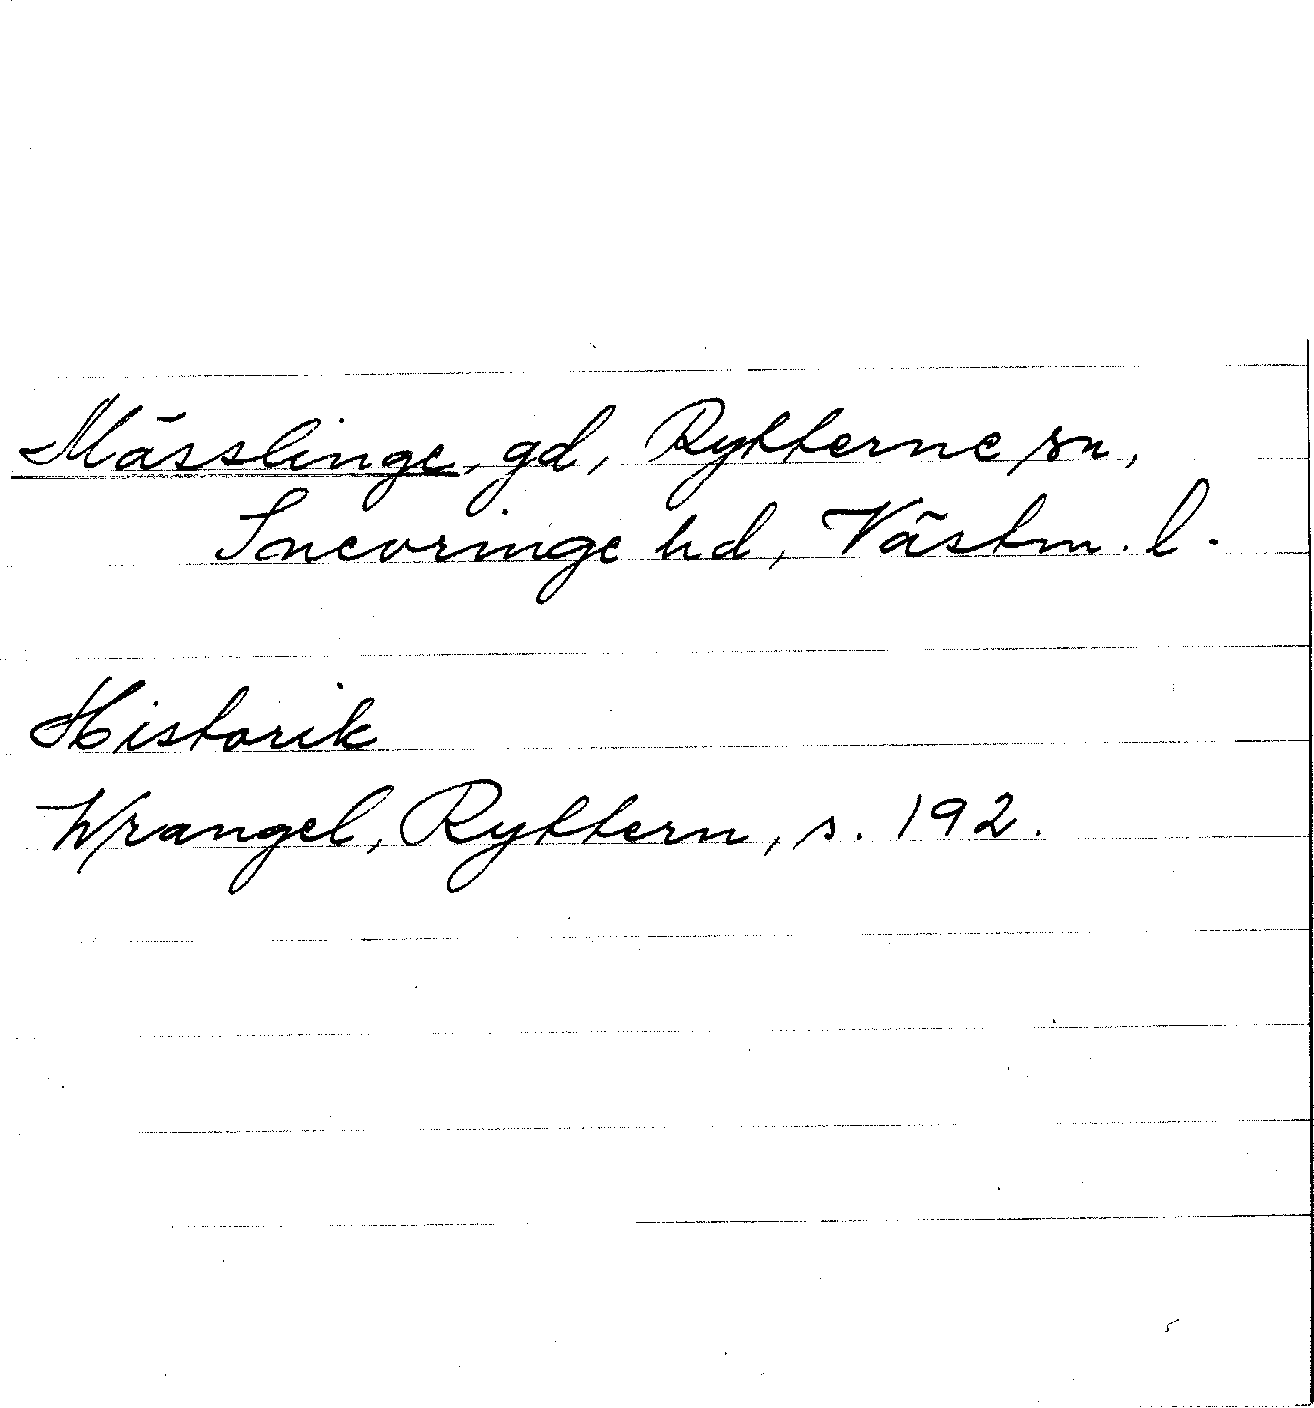 Mässlinge, gd, Rytterne sn,
Snevringe hd, Västm. l.
Historik
Wrangel, Ryttern, s. 192.